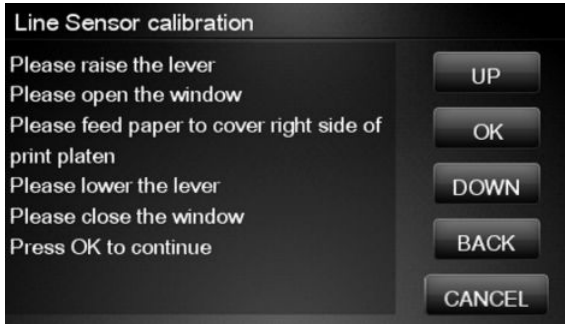 Line Sensor calibration
Please raise the lever
Please open the window
Please feed paper to cover right side of
print platen
Please lower the lever
Please close the window
Press OK to continue
UP
OK
DOWN
BACK
CANCEL